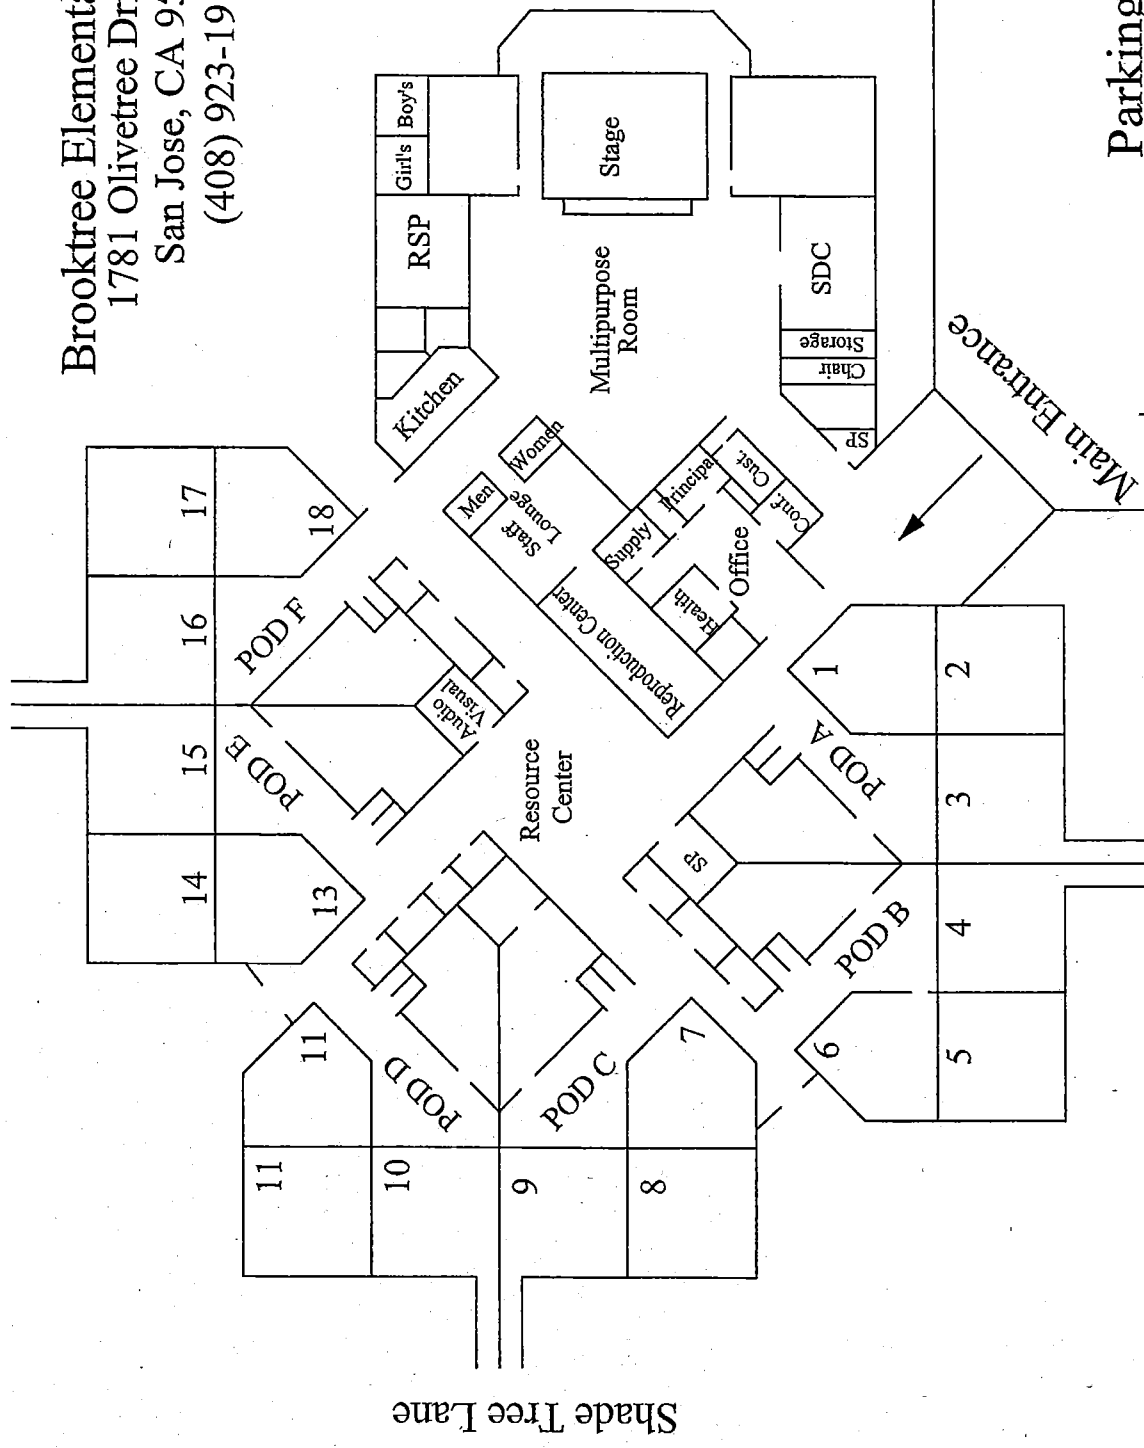 Brooktree Elementa
1781 Olivetree Dri
San Jose, CA 95
(408) 923-19
Parking
Main Entrance
Shade Tree Lane
Boy's
Girl's
RSP
Kitchen
Stage
Multipurpose
Room
SDC
Storage
Chair
SP
Women
Men
Staff
Lounge
Supply
Principal
Cust.
Conf.
Office
Health
Reproduction Center
Resource
Center
Audio
Visual
SP
POD A
POD B
POD C
POD D
POD E
POD F
1
2
3
4
5
6
7
8
9
10
11
11
13
14
15
16
17
18